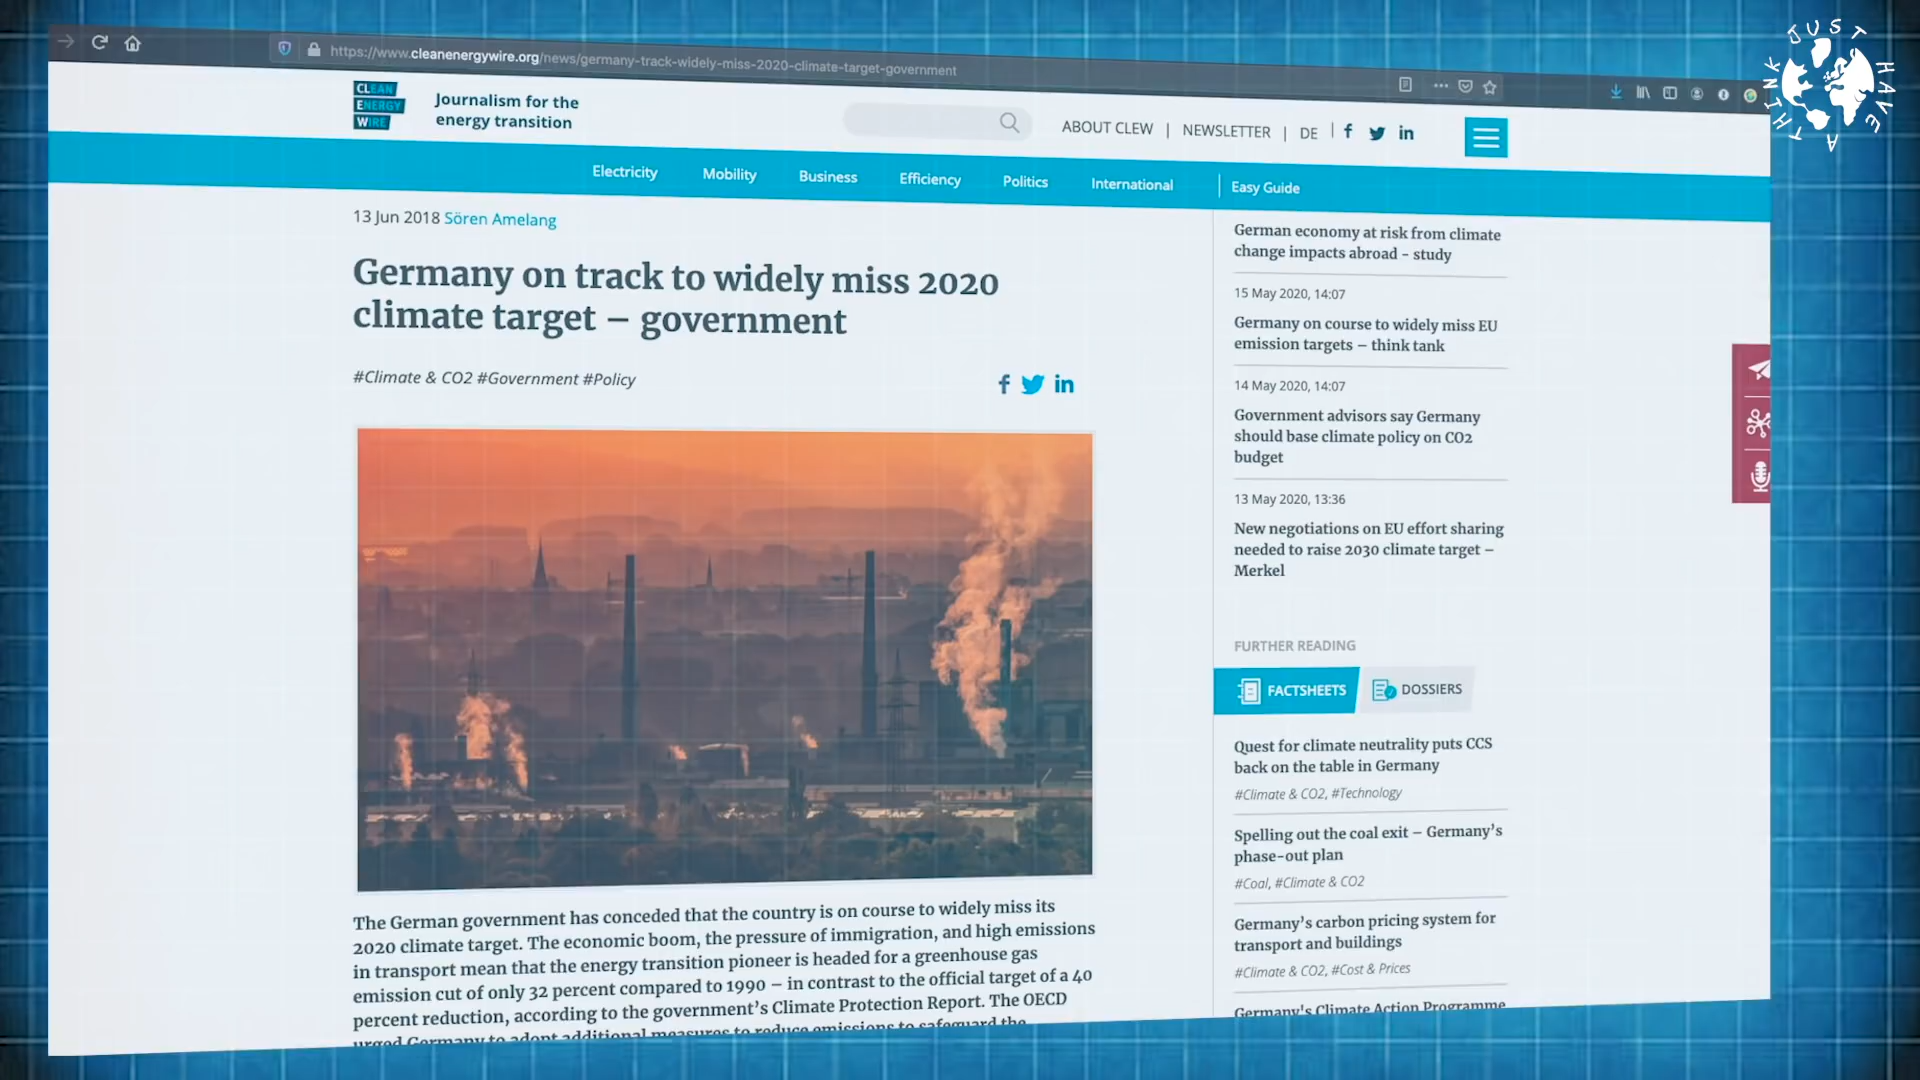 https://www.cleanenergywire.org/news/germany-track-widely-miss-2020-climate-target-government
JUST HAVE A THINK
CLEAN
ENERGY
WIRE
Journalism for the
energy transition
ABOUT CLEW | NEWSLETTER | DE |
Electricity Mobility Business Efficiency Politics International Easy Guide
13 Jun 2018 Sören Amelang
Germany on track to widely miss 2020
climate target – government
#Climate & CO2 #Government #Policy
The German government has conceded that the country is on course to widely miss its
2020 climate target. The economic boom, the pressure of immigration, and high emissions
in transport mean that the energy transition pioneer is headed for a greenhouse gas
emission cut of only 32 percent compared to 1990 – in contrast to the official target of a 40
percent reduction, according to the government's Climate Protection Report. The OECD
urged Germany to adopt additional measures to reduce emissions to safeguard the
German economy at risk from climate
change impacts abroad - study
15 May 2020, 14:07
Germany on course to widely miss EU
emission targets – think tank
14 May 2020, 14:07
Government advisors say Germany
should base climate policy on CO2
budget
13 May 2020, 13:36
New negotiations on EU effort sharing
needed to raise 2030 climate target –
Merkel
FURTHER READING
FACTSHEETS DOSSIERS
Quest for climate neutrality puts CCS
back on the table in Germany
#Climate & CO2, #Technology
Spelling out the coal exit – Germany's
phase-out plan
#Coal, #Climate & CO2
Germany's carbon pricing system for
transport and buildings
#Climate & CO2, #Cost & Prices
Germany's Climate Action Programme